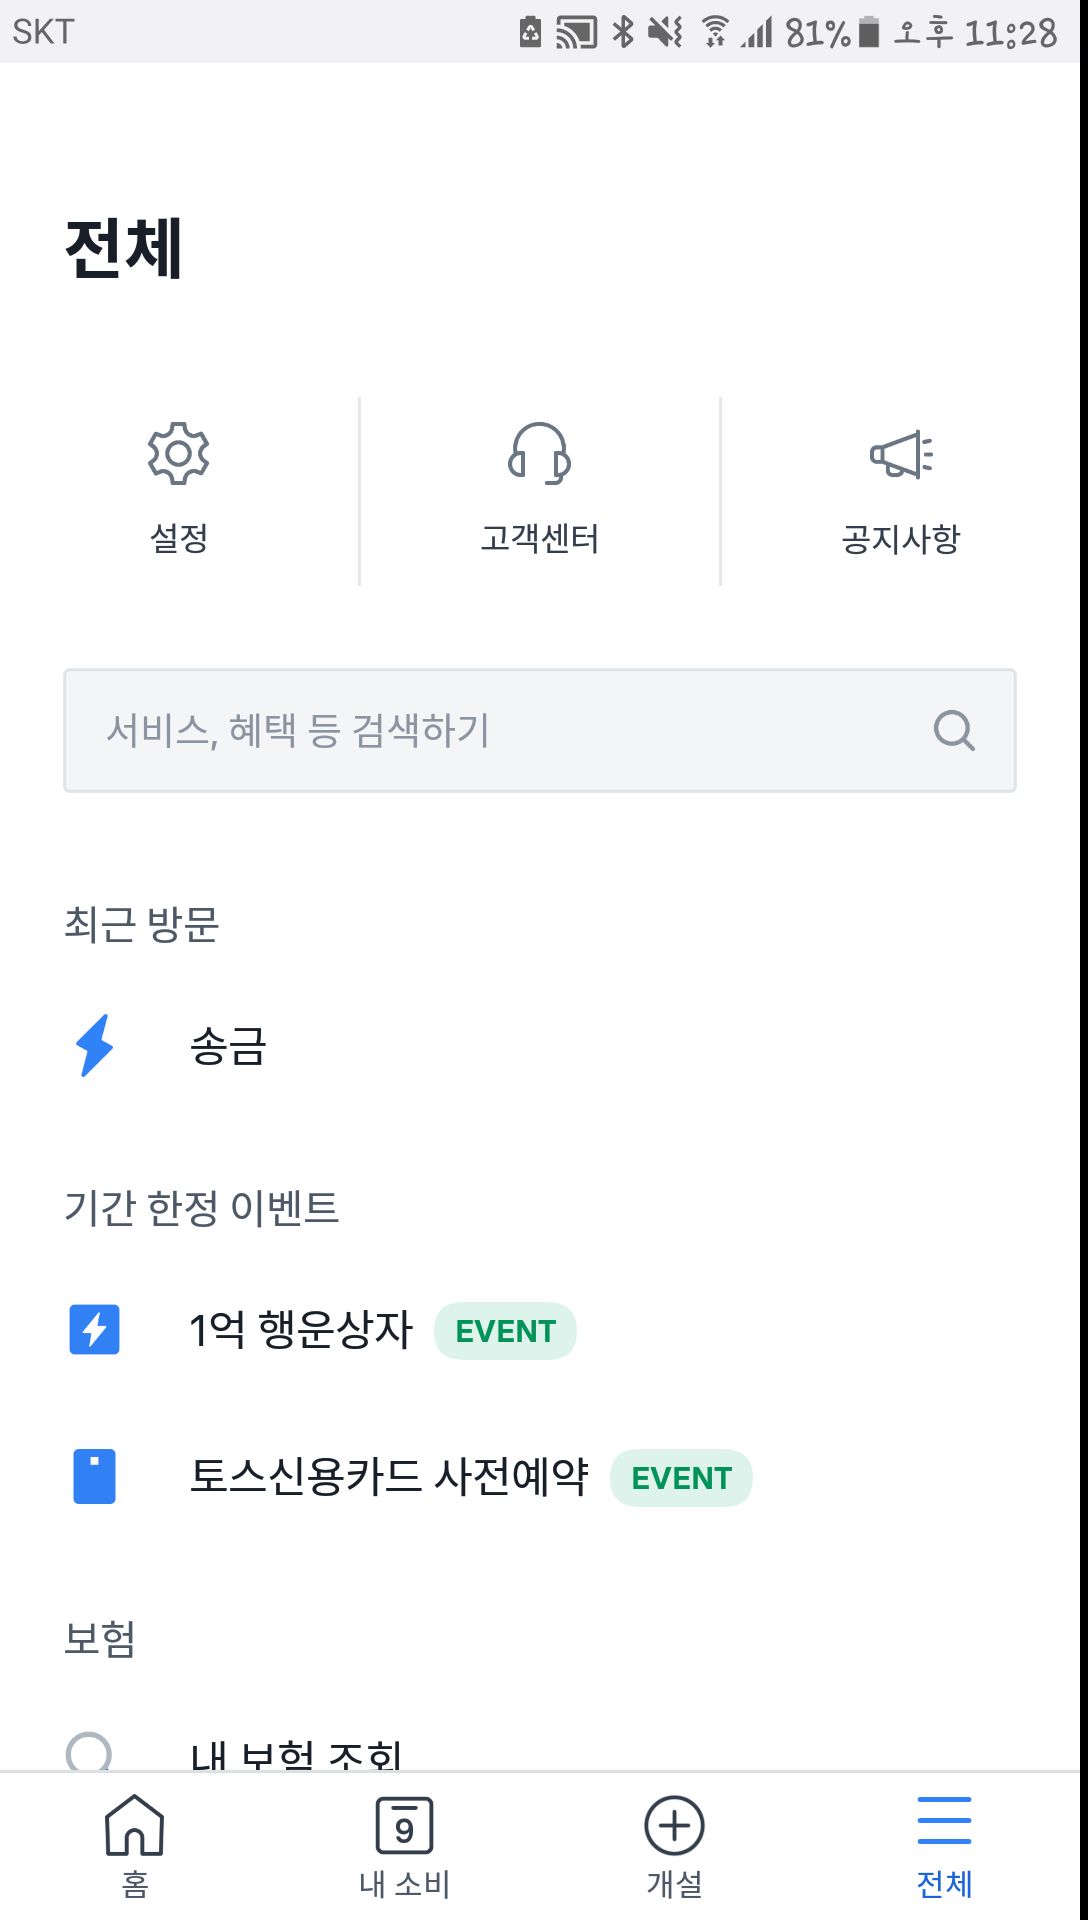 SKT 81% 오후 11:28
전체
설정 고객센터 공지사항
서비스, 혜택 등 검색하기
최근 방문
송금
기간 한정 이벤트
1억 행운상자 EVENT
토스신용카드 사전예약 EVENT
보험
내 보험 조회
9
홈 내 소비 개설 전체